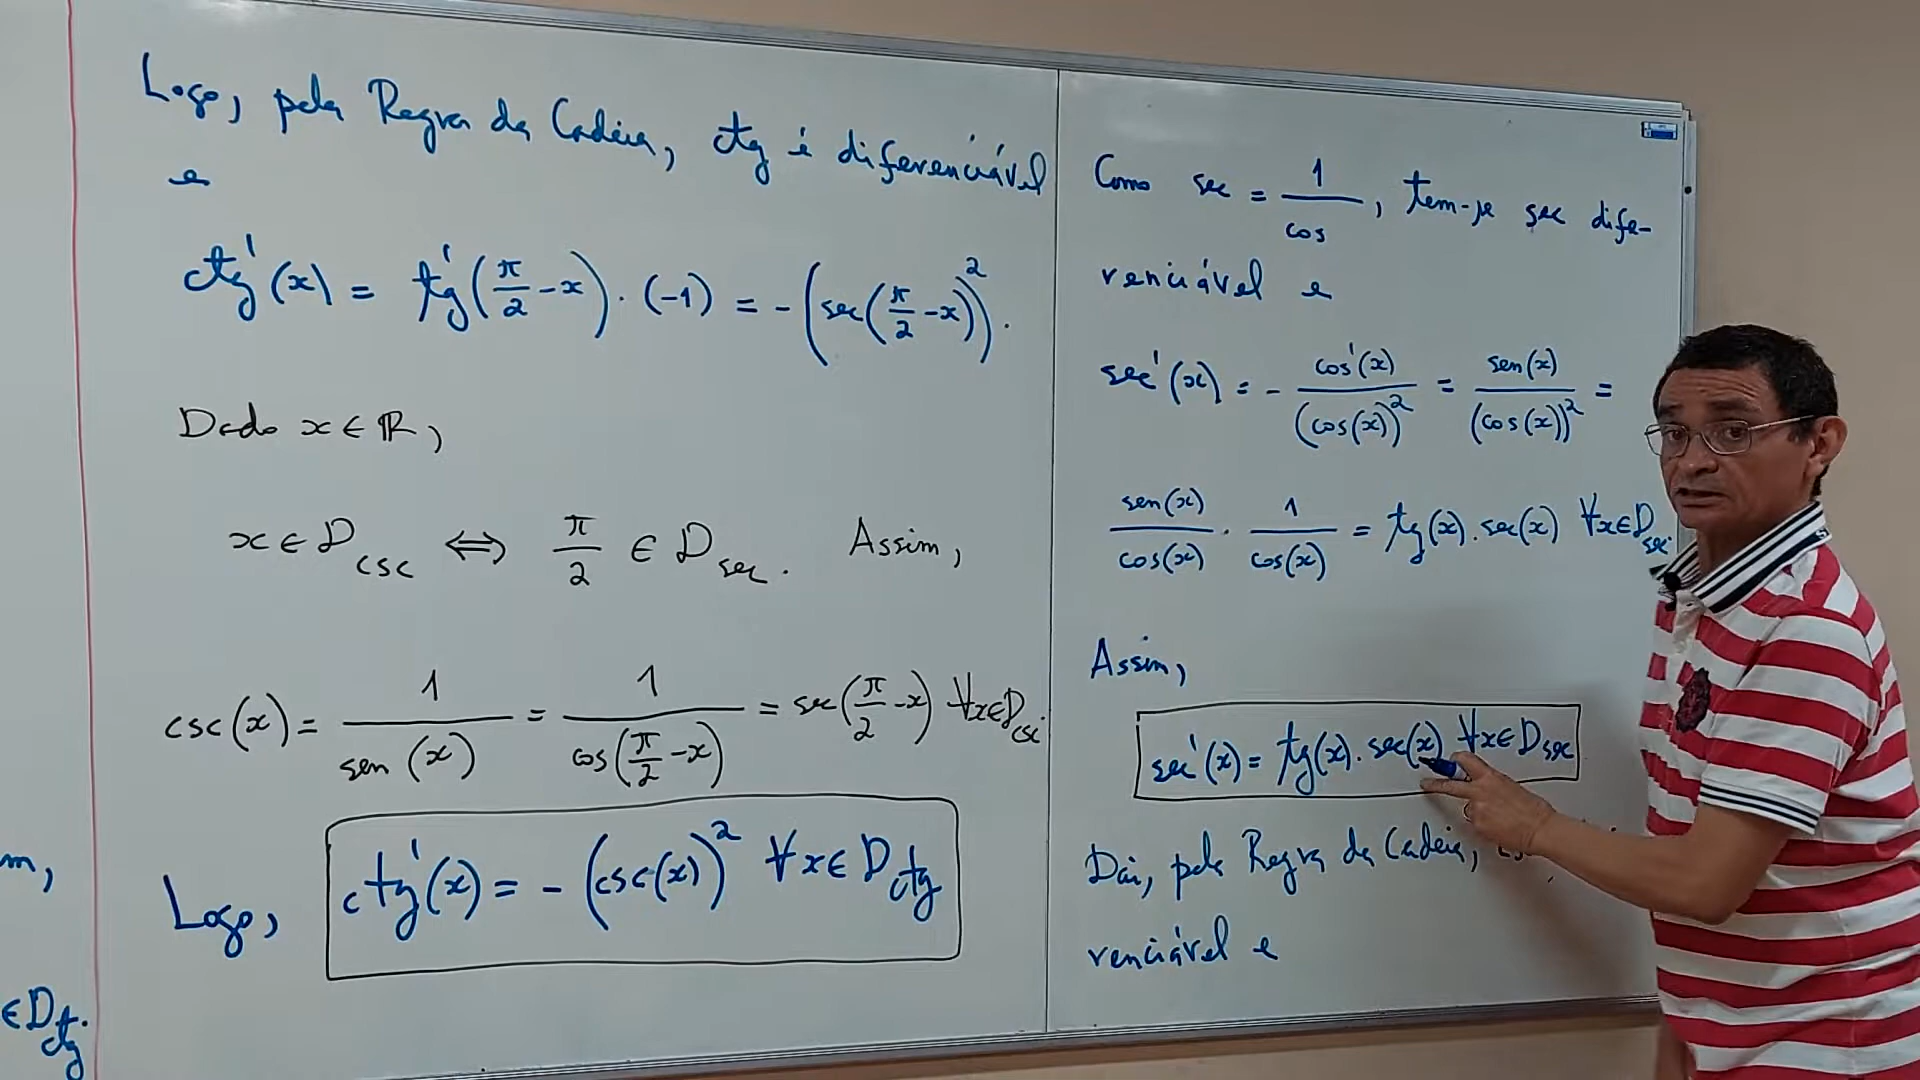 Logo, pela Regra da Cadeia, ctg é diferenciável
e
ctg'(x) = tg'(π/2 - x) · (-1) = -(sec(π/2 - x))².
Dado x ∈ ℝ,
x ∈ D_csc ⇔ π/2 ∈ D_sec. Assim,
csc(x) = 1/sen(x) = 1/cos(π/2 - x) = sec(π/2 - x) ∀x∈D_csc.
Logo, ctg'(x) = -(csc(x))² ∀x∈D_ctg
m,
∈D_ctg.
Como sec = 1/cos, tem-se sec dife-
renciável e
sec'(x) = - cos'(x)/(cos(x))² = sen(x)/(cos(x))² =
sen(x)/cos(x) · 1/cos(x) = tg(x).sec(x) ∀x∈D_sec.
Assim,
sec'(x) = tg(x).sec(x) ∀x∈D_sec
Daí, pela Regra da Cadeia,
renciável e